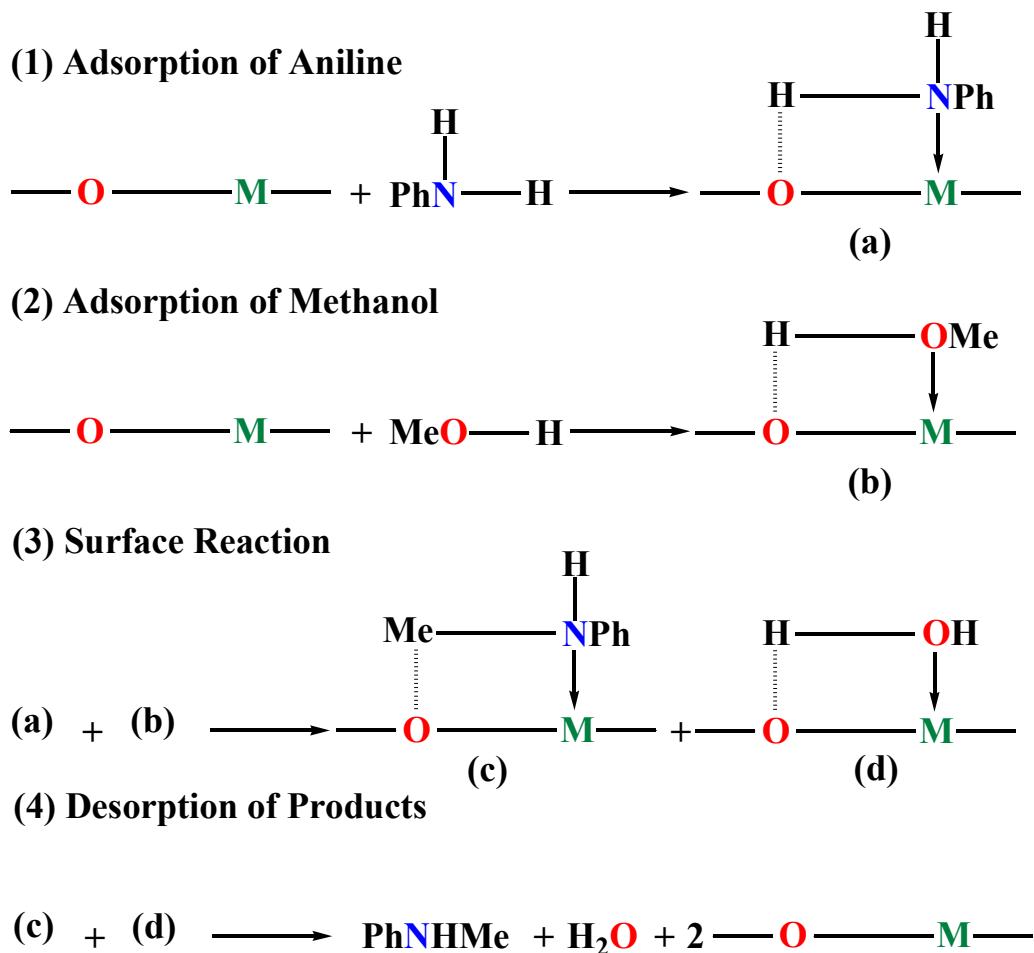 (1) Adsorption of Aniline
H
H NPh
H
O M + PhN H O M
(a)
(2) Adsorption of Methanol
H OMe
O M + MeO H O M
(b)
(3) Surface Reaction
H
Me NPh H OH
(a) + (b) O M + O M
(c) (d)
(4) Desorption of Products
(c) + (d) PhNHMe + H2O + 2 O M